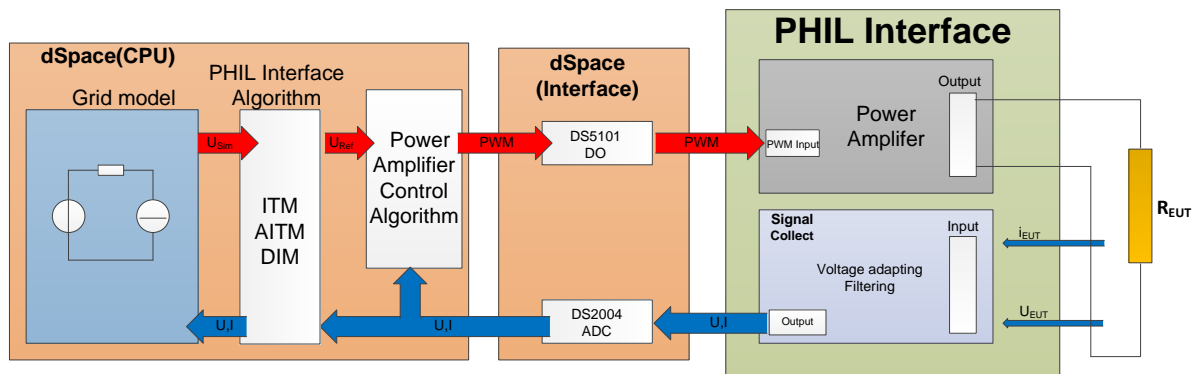 dSpace(CPU)
Grid model
PHIL Interface
Algorithm
U_Sim
ITM
AITM
DIM
U_Ref
Power
Amplifier
Control
Algorithm
U,I
U,I
PWM
dSpace
(Interface)
DS5101
DO
PWM
DS2004
ADC
U,I
PHIL Interface
Output
Power
Amplifer
PWM Input
Signal
Collect
Input
Voltage adapting
Filtering
Output
i_EUT
U_EUT
R_EUT